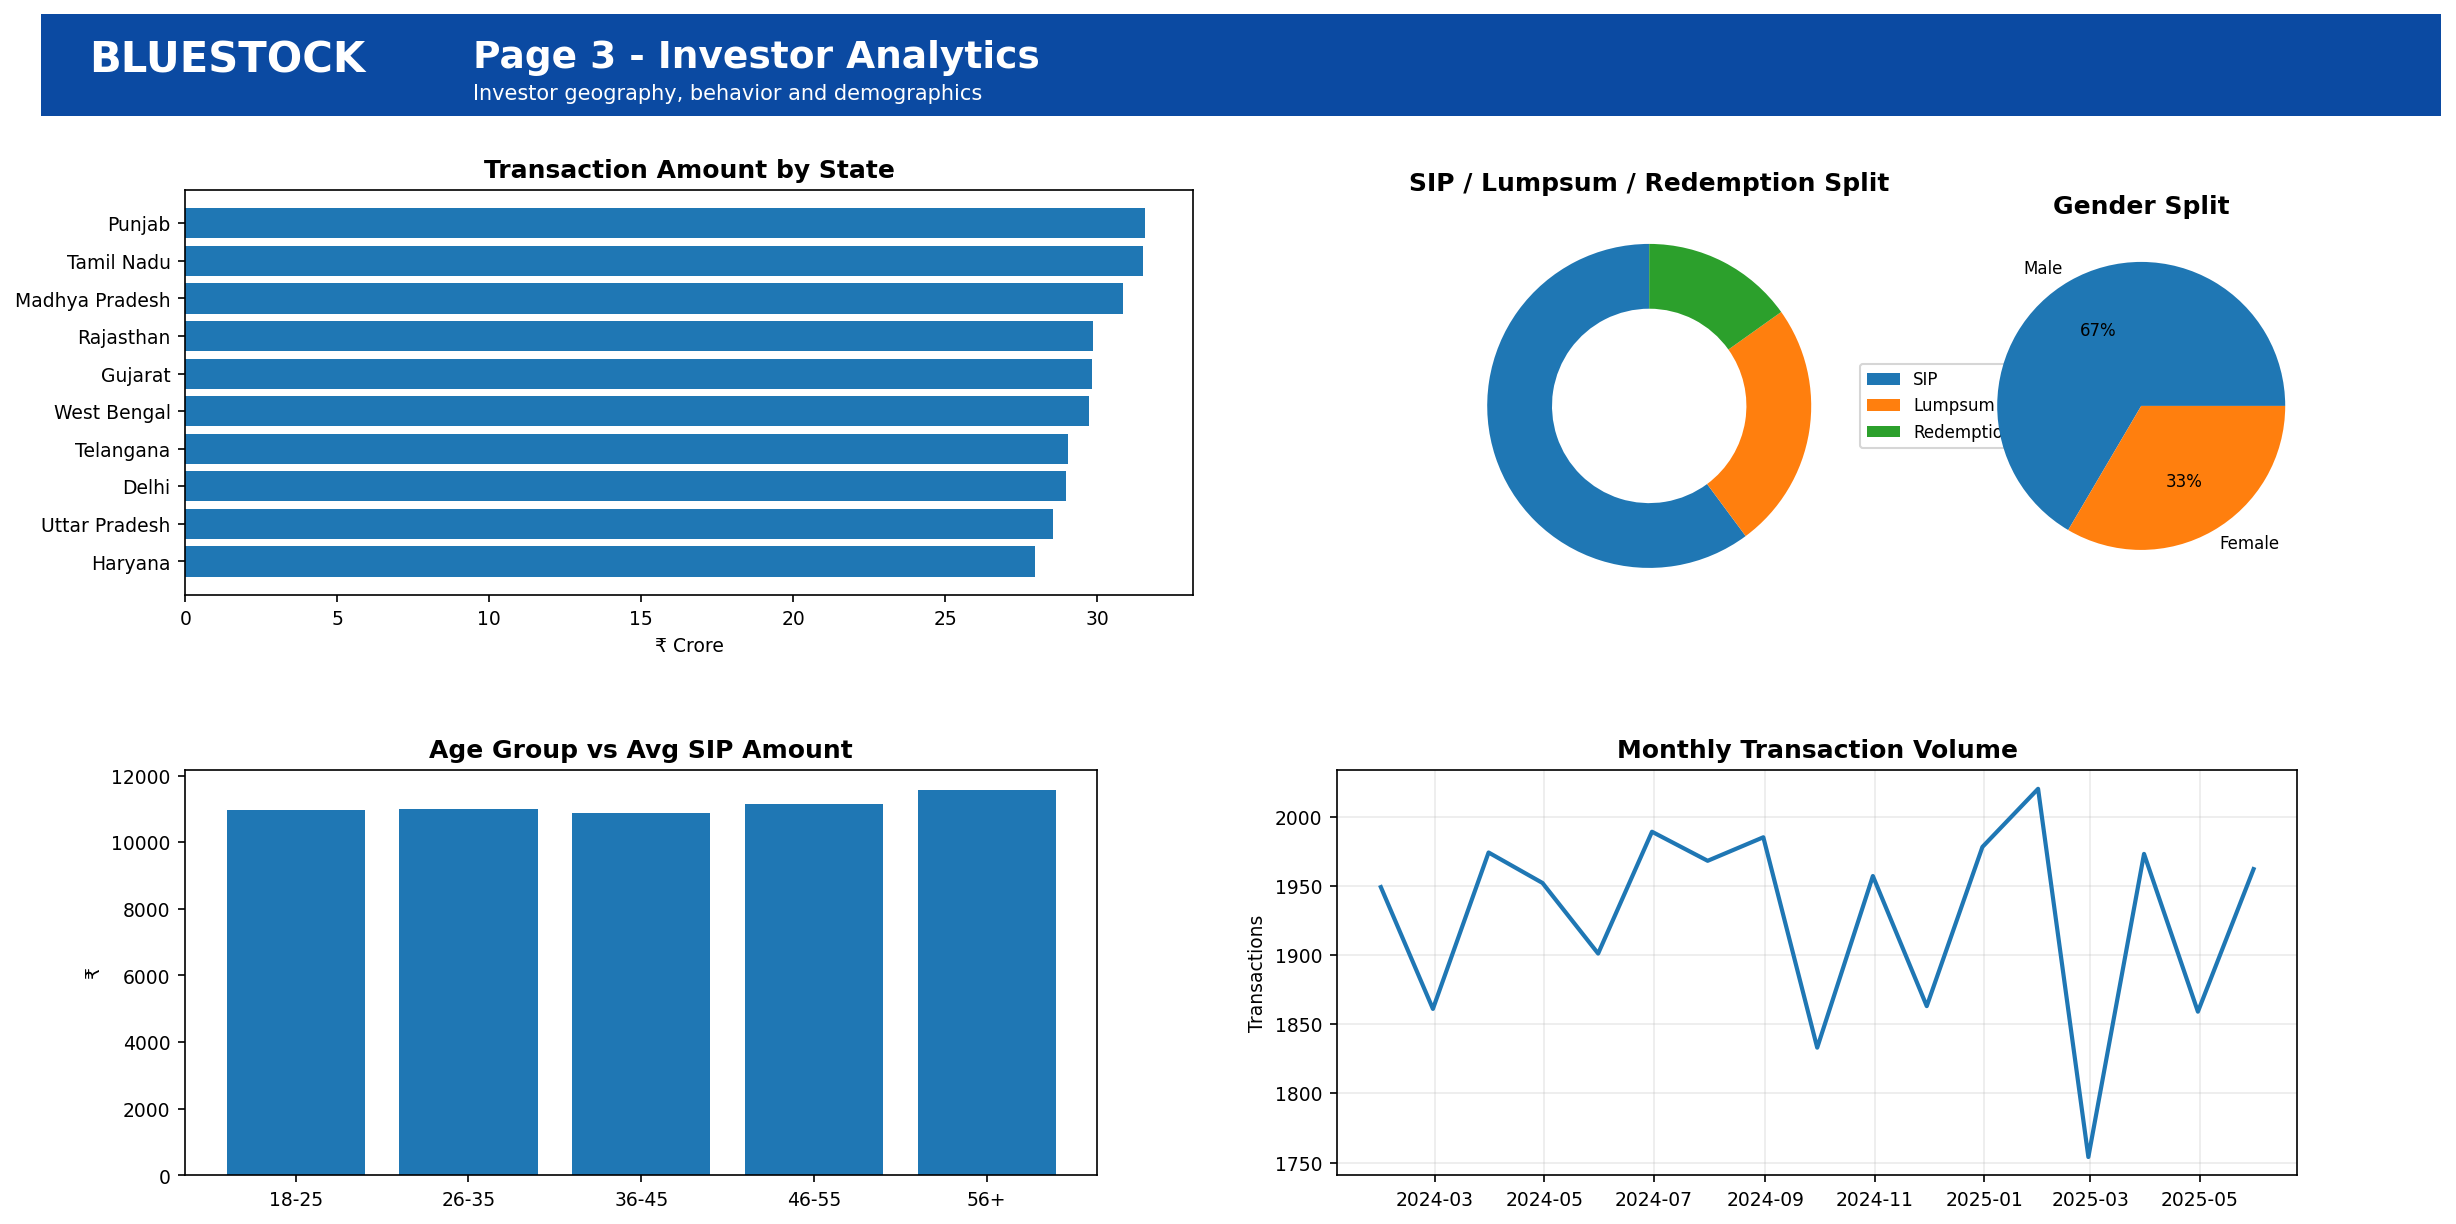 BLUESTOCK
Page 3 - Investor Analytics
Investor geography, behavior and demographics
Transaction Amount by State
Punjab
Tamil Nadu
Madhya Pradesh
Rajasthan
Gujarat
West Bengal
Telangana
Delhi
Uttar Pradesh
Haryana
0 5 10 15 20 25 30
₹ Crore
SIP / Lumpsum / Redemption Split
SIP
Lumpsum
Redemptio
Gender Split
Male
67%
33%
Female
Age Group vs Avg SIP Amount
₹
12000
10000
8000
6000
4000
2000
0
18-25 26-35 36-45 46-55 56+
Monthly Transaction Volume
Transactions
2000
1950
1900
1850
1800
1750
2024-03 2024-05 2024-07 2024-09 2024-11 2025-01 2025-03 2025-05